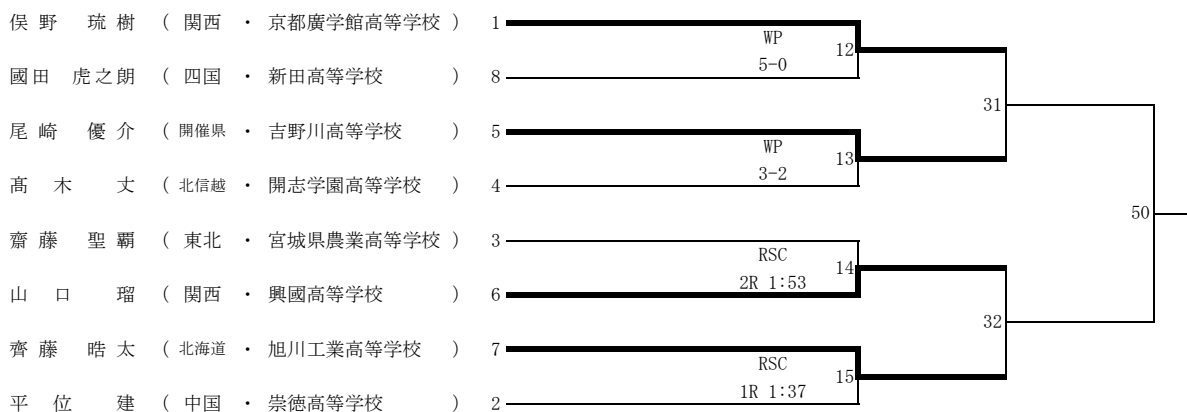 俣野 琉樹 ( 関西 ・ 京都廣学館高等学校 ) 1
WP 12
5-0
國田 虎之朗 ( 四国 ・ 新田高等学校 ) 8
31
尾崎 優介 ( 開催県 ・ 吉野川高等学校 ) 5
WP 13
3-2
髙木 丈 ( 北信越 ・ 開志学園高等学校 ) 4
50
齋藤 聖覇 ( 東北 ・ 宮城県農業高等学校 ) 3
RSC 14
2R 1:53
山口 瑠 ( 関西 ・ 興國高等学校 ) 6
32
齊藤 晧太 ( 北海道 ・ 旭川工業高等学校 ) 7
RSC 15
1R 1:37
平位 建 ( 中国 ・ 崇徳高等学校 ) 2